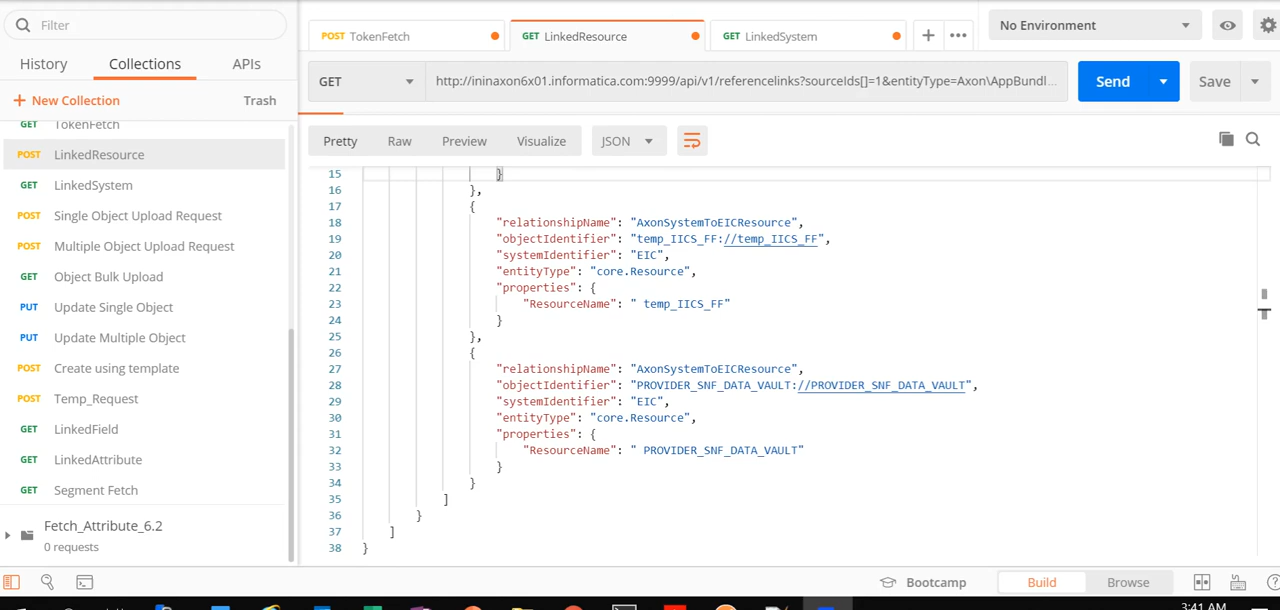 Filter
History Collections APIs
+ New Collection Trash
GET TokenFetch
POST LinkedResource
GET LinkedSystem
POST Single Object Upload Request
POST Multiple Object Upload Request
GET Object Bulk Upload
PUT Update Single Object
PUT Update Multiple Object
POST Create using template
POST Temp_Request
GET LinkedField
GET LinkedAttribute
GET Segment Fetch
Fetch_Attribute_6.2
0 requests
POST TokenFetch GET LinkedResource GET LinkedSystem + ••• No Environment
GET http://ininaxon6x01.informatica.com:9999/api/v1/referencelinks?sourceIds[]=1&entityType=Axon\AppBundl... Send Save
Pretty Raw Preview Visualize JSON
15 }
16 },
17 {
18 "relationshipName": "AxonSystemToEICResource",
19 "objectIdentifier": "temp_IICS_FF://temp_IICS_FF",
20 "systemIdentifier": "EIC",
21 "entityType": "core.Resource",
22 "properties": {
23 "ResourceName": " temp_IICS_FF"
24 }
25 },
26 {
27 "relationshipName": "AxonSystemToEICResource",
28 "objectIdentifier": "PROVIDER_SNF_DATA_VAULT://PROVIDER_SNF_DATA_VAULT",
29 "systemIdentifier": "EIC",
30 "entityType": "core.Resource",
31 "properties": {
32 "ResourceName": " PROVIDER_SNF_DATA_VAULT"
33 }
34 }
35 ]
36 }
37 ]
38 }
Bootcamp Build Browse
3:41 AM